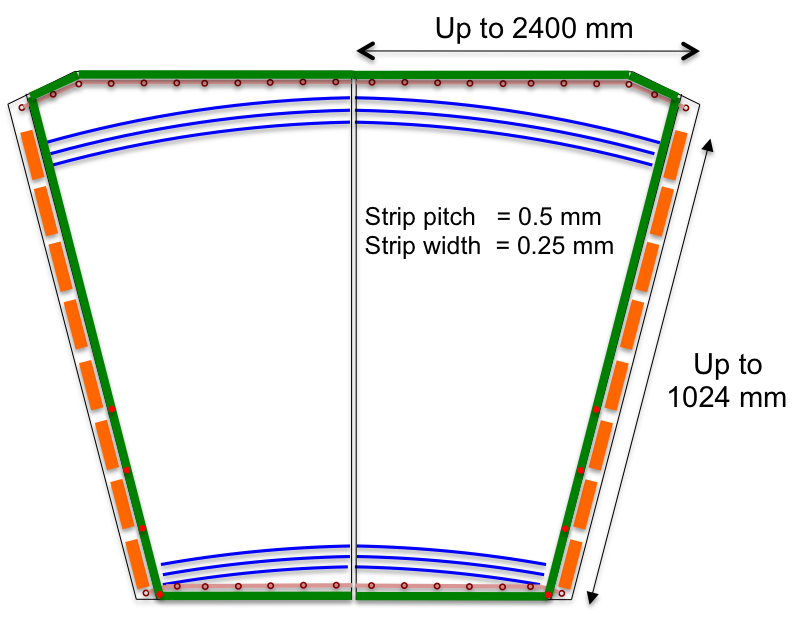 Up to 2400 mm
Strip pitch = 0.5 mm
Strip width = 0.25 mm
Up to
1024 mm